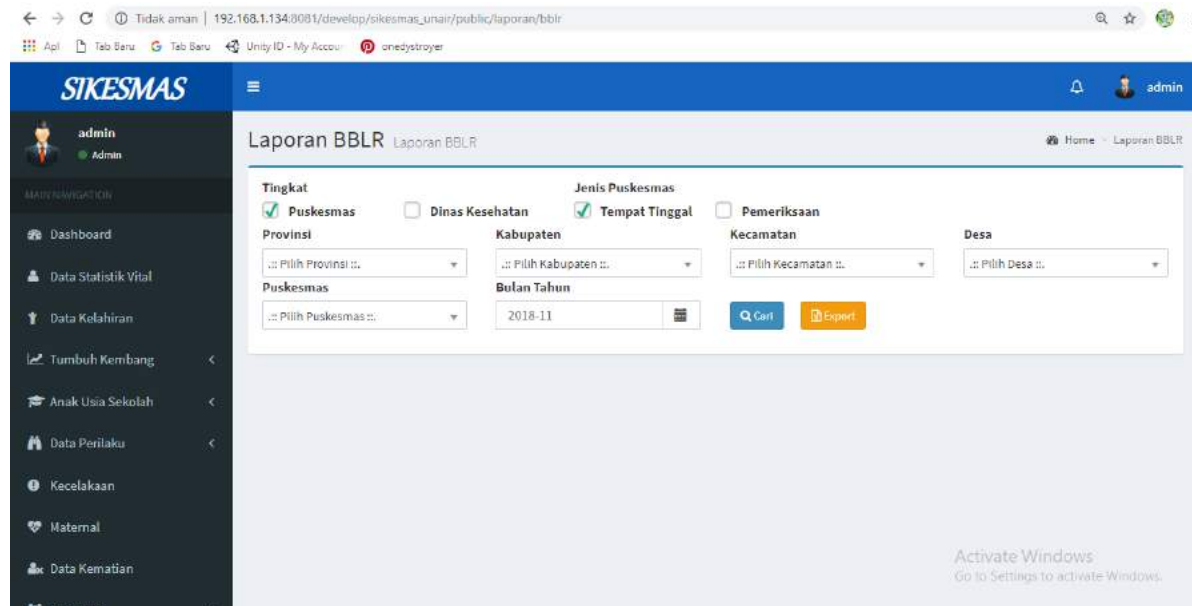 Tidak aman | 192.168.1.134:8081/develop/sikesmas_unair/public/laporan/bblr
Apl Tab Baru Tab Baru Unity ID - My Accou onedystroyer
SIKESMAS admin
admin
Admin
Laporan BBLR Laporan BBLR Home Laporan BBLR
MAIN NAVIGATION
Dashboard
Data Statistik Vital
Data Kelahiran
Tumbuh Kembang
Anak Usia Sekolah
Data Perilaku
Kecelakaan
Maternal
Data Kematian
Tingkat Jenis Puskesmas
Puskesmas Dinas Kesehatan Tempat Tinggal Pemeriksaan
Provinsi Kabupaten Kecamatan Desa
.:: Pilih Provinsi ::. .:: Pilih Kabupaten ::. .:: Pilih Kecamatan ::. .:: Pilih Desa ::.
Puskesmas Bulan Tahun
.:: Pilih Puskesmas ::. 2018-11 Cari Export
Activate Windows
Go to Settings to activate Windows.